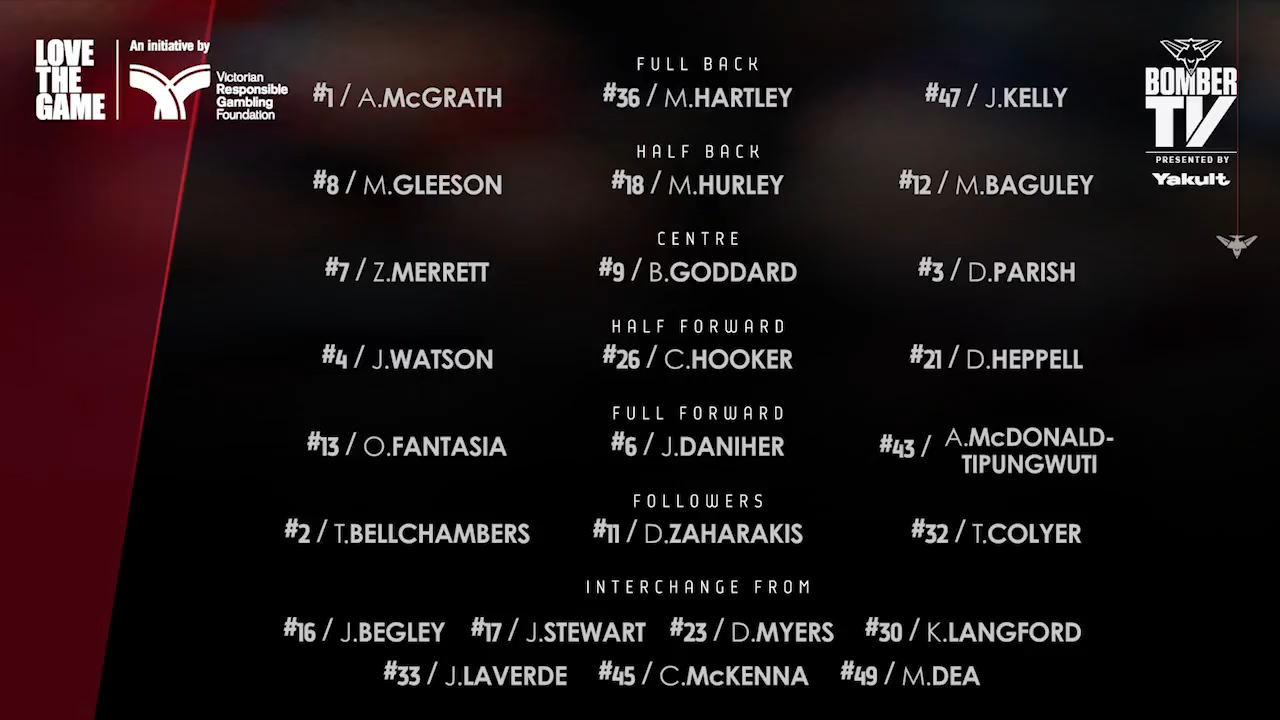 LOVE
THE
GAME
An initiative by
Victorian
Responsible
Gambling
Foundation
BOMBER
TV
PRESENTED BY
Yakult
FULL BACK
#1 / A.McGRATH #36 / M.HARTLEY #47 / J.KELLY
HALF BACK
#8 / M.GLEESON #18 / M.HURLEY #12 / M.BAGULEY
CENTRE
#7 / Z.MERRETT #9 / B.GODDARD #3 / D.PARISH
HALF FORWARD
#4 / J.WATSON #26 / C.HOOKER #21 / D.HEPPELL
FULL FORWARD
#13 / O.FANTASIA #6 / J.DANIHER #43 / A.McDONALD-
TIPUNGWUTI
FOLLOWERS
#2 / T.BELLCHAMBERS #11 / D.ZAHARAKIS #32 / T.COLYER
INTERCHANGE FROM
#16 / J.BEGLEY #17 / J.STEWART #23 / D.MYERS #30 / K.LANGFORD
#33 / J.LAVERDE #45 / C.McKENNA #49 / M.DEA